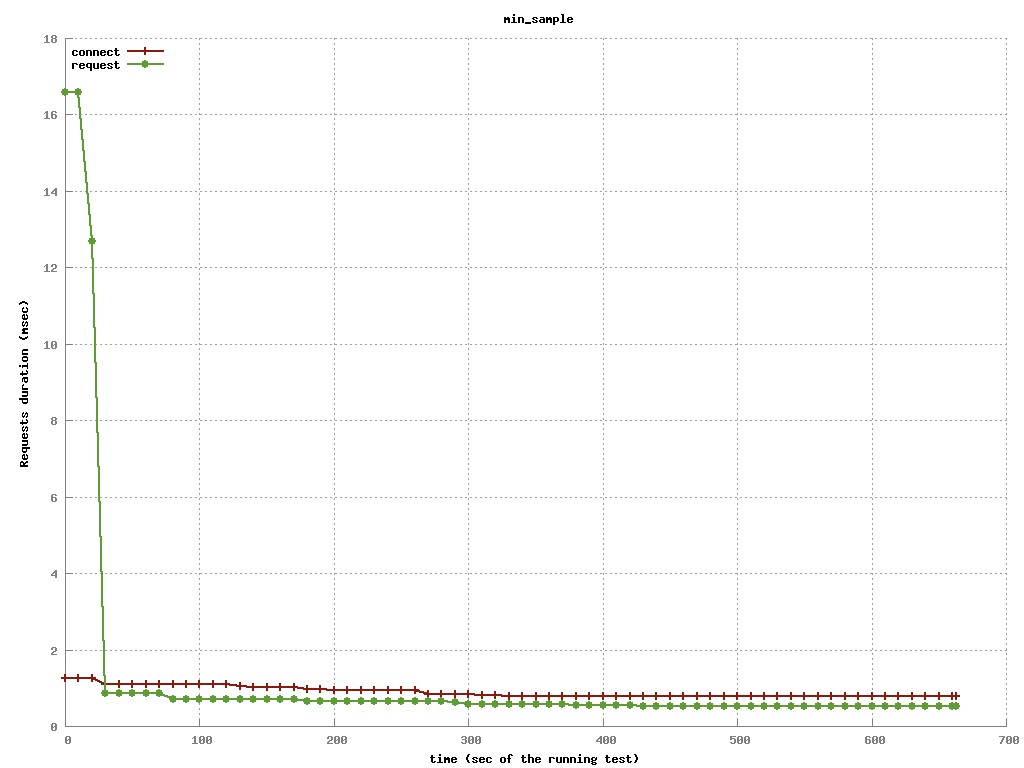 min_sample
18
connect
request
16
14
12
10
8
6
4
2
0
Requests duration (msec)
0 100 200 300 400 500 600 700
time (sec of the running test)